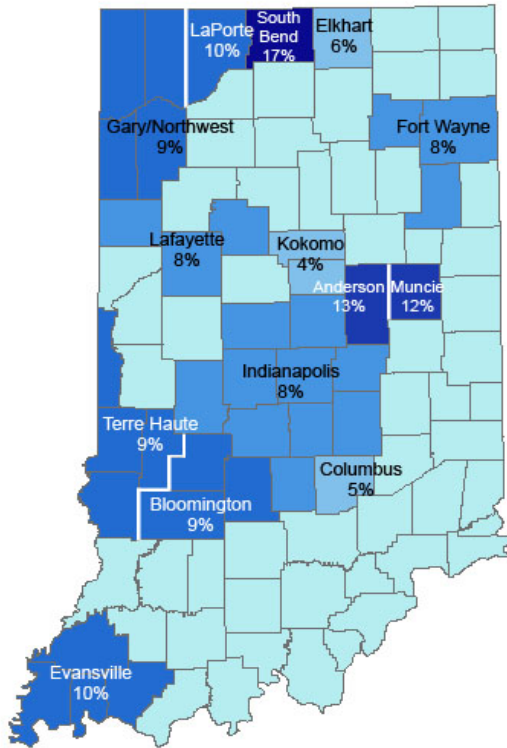 LaPorte
10%
South
Bend
17%
Elkhart
6%
Gary/Northwest
9%
Fort Wayne
8%
Lafayette
8%
Kokomo
4%
Anderson
13%
Muncie
12%
Indianapolis
8%
Terre Haute
9%
Columbus
5%
Bloomington
9%
Evansville
10%